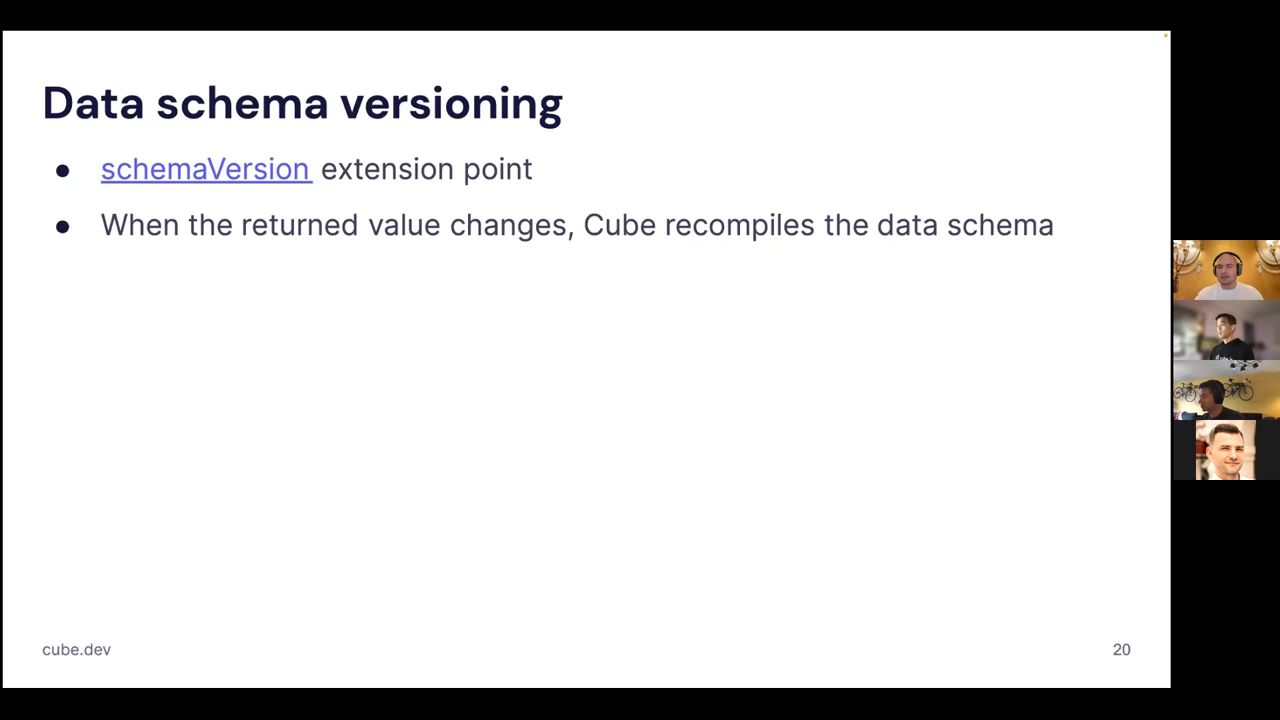 Data schema versioning
● schemaVersion extension point
● When the returned value changes, Cube recompiles the data schema
cube.dev
20